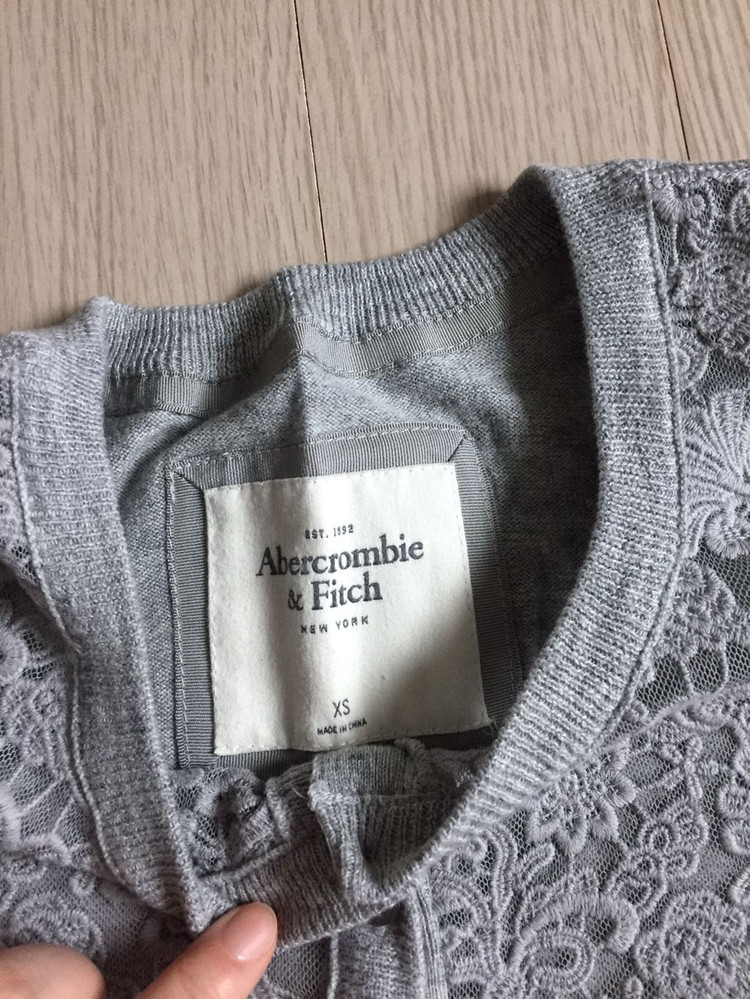 EST. 1892
Abercrombie
& Fitch
NEW YORK
XS
MADE IN CHINA